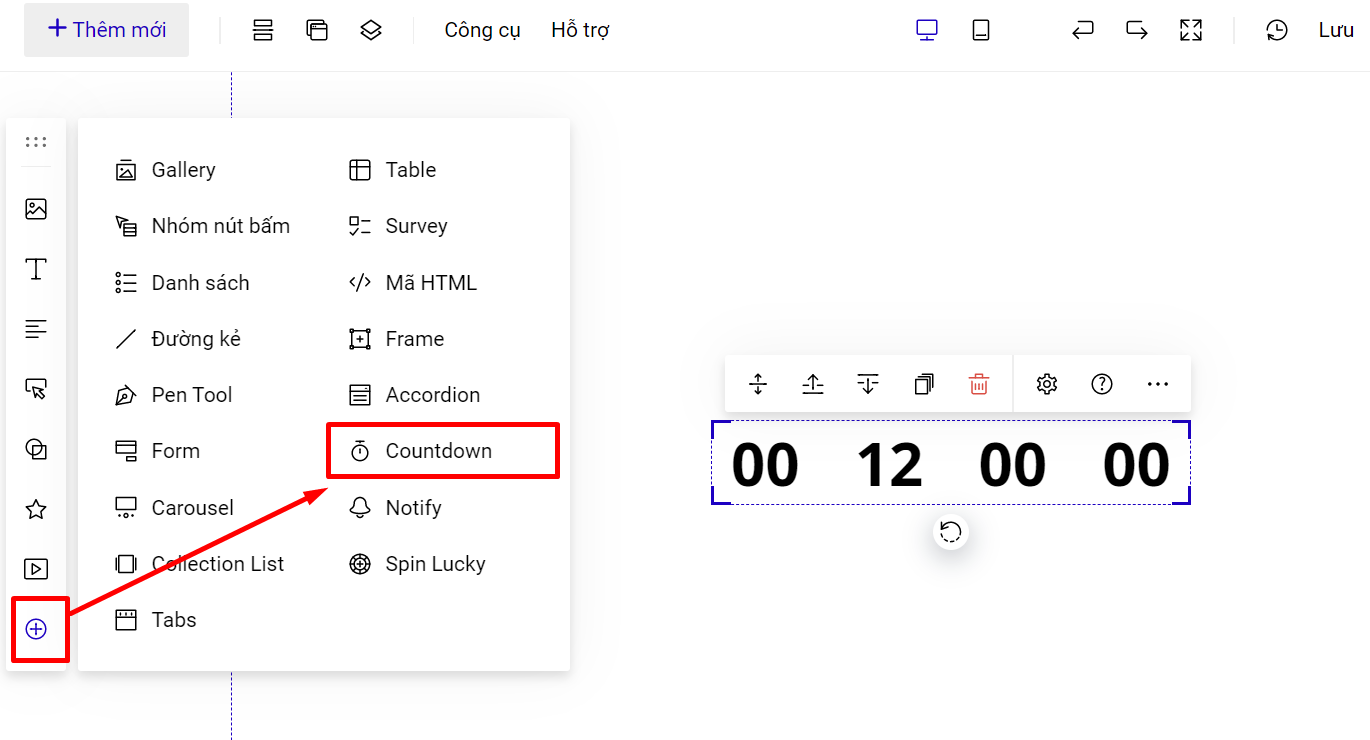 Thêm mới
Công cụ
Hỗ trợ
Lưu
Gallery
Table
Nhóm nút bấm
Survey
Danh sách
Mã HTML
Đường kẻ
Frame
Pen Tool
Accordion
Form
Countdown
Carousel
Notify
Collection List
Spin Lucky
Tabs
00 12 00 00